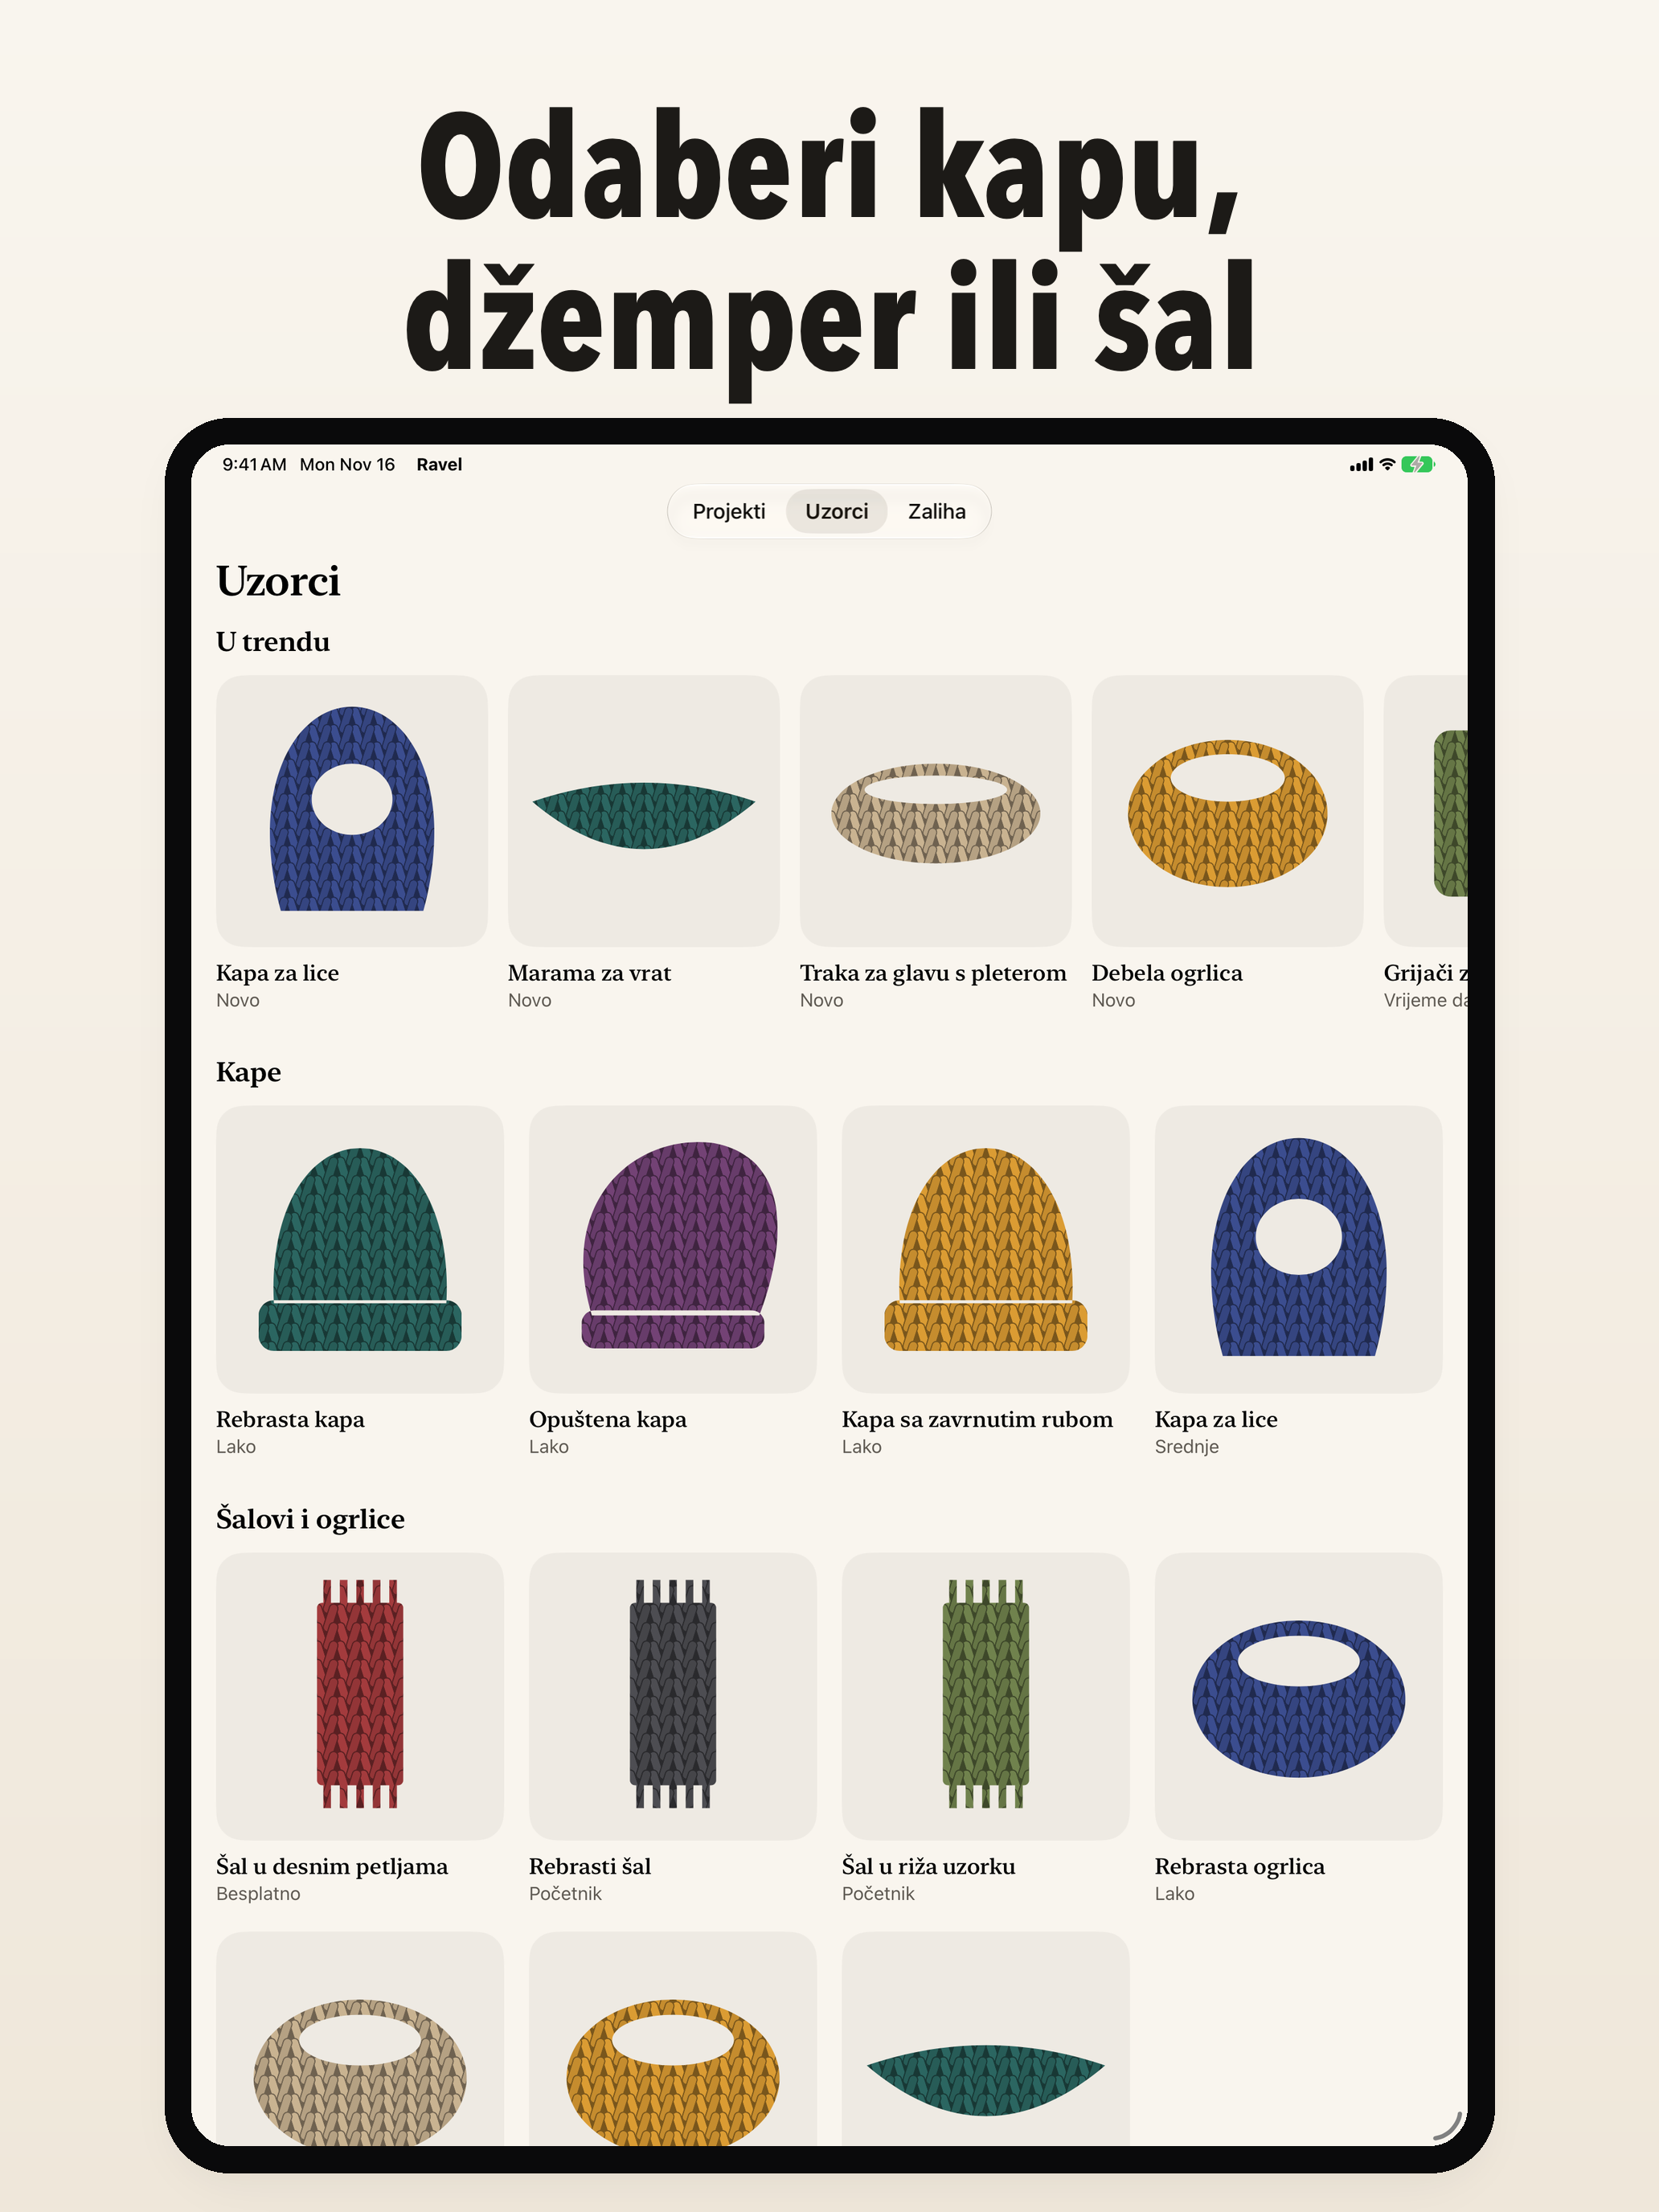 Odaberi kapu,
džemper ili šal
9:41 AM Mon Nov 16 Ravel
Projekti Uzorci Zaliha
Uzorci
U trendu
Kapa za lice
Novo
Marama za vrat
Novo
Traka za glavu s pleterom
Novo
Debela ogrlica
Novo
Grijači
Vrijeme
Kape
Rebrasta kapa
Lako
Opuštena kapa
Lako
Kapa sa zavrnutim rubom
Lako
Kapa za lice
Srednje
Šalovi i ogrlice
Šal u desnim petljama
Besplatno
Rebrasti šal
Početnik
Šal u riža uzorku
Početnik
Rebrasta ogrlica
Lako